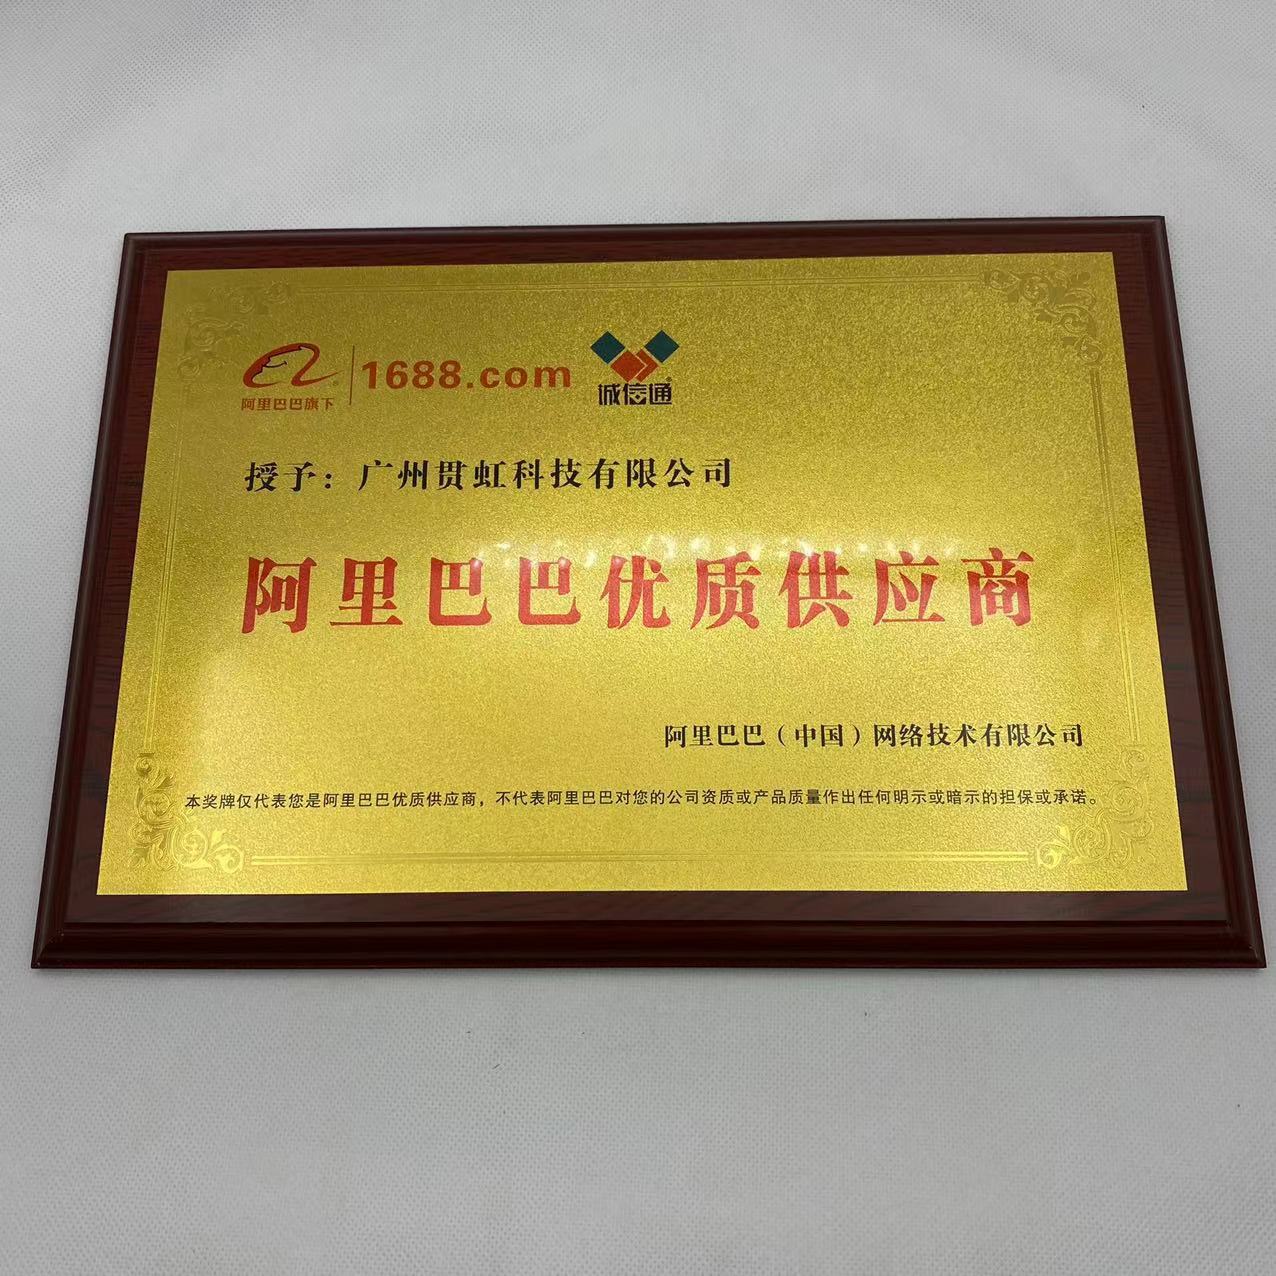 阿里巴巴旗下
1688.com
诚信通
授予：广州贯虹科技有限公司
阿里巴巴优质供应商
阿里巴巴（中国）网络技术有限公司
本奖牌仅代表您是阿里巴巴优质供应商，不代表阿里巴巴对您的公司资质或产品质量作出任何明示或暗示的担保或承诺。